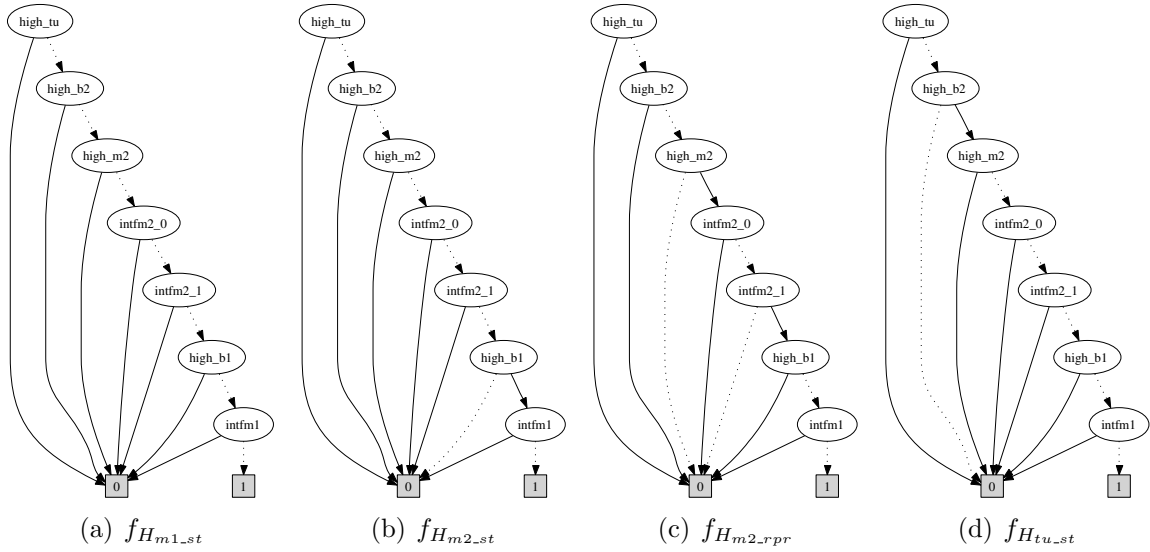 high_tu high_tu high_tu high_tu
high_b2 high_b2 high_b2 high_b2
high_m2 high_m2 high_m2 high_m2
intfm2_0 intfm2_0 intfm2_0 intfm2_0
intfm2_1 intfm2_1 intfm2_1 intfm2_1
high_b1 high_b1 high_b1 high_b1
intfm1 intfm1 intfm1 intfm1
0 1 0 1 0 1 0 1
(a) f_{H_{m1_st}} (b) f_{H_{m2_st}} (c) f_{H_{m2_rpr}} (d) f_{H_{tu_st}}